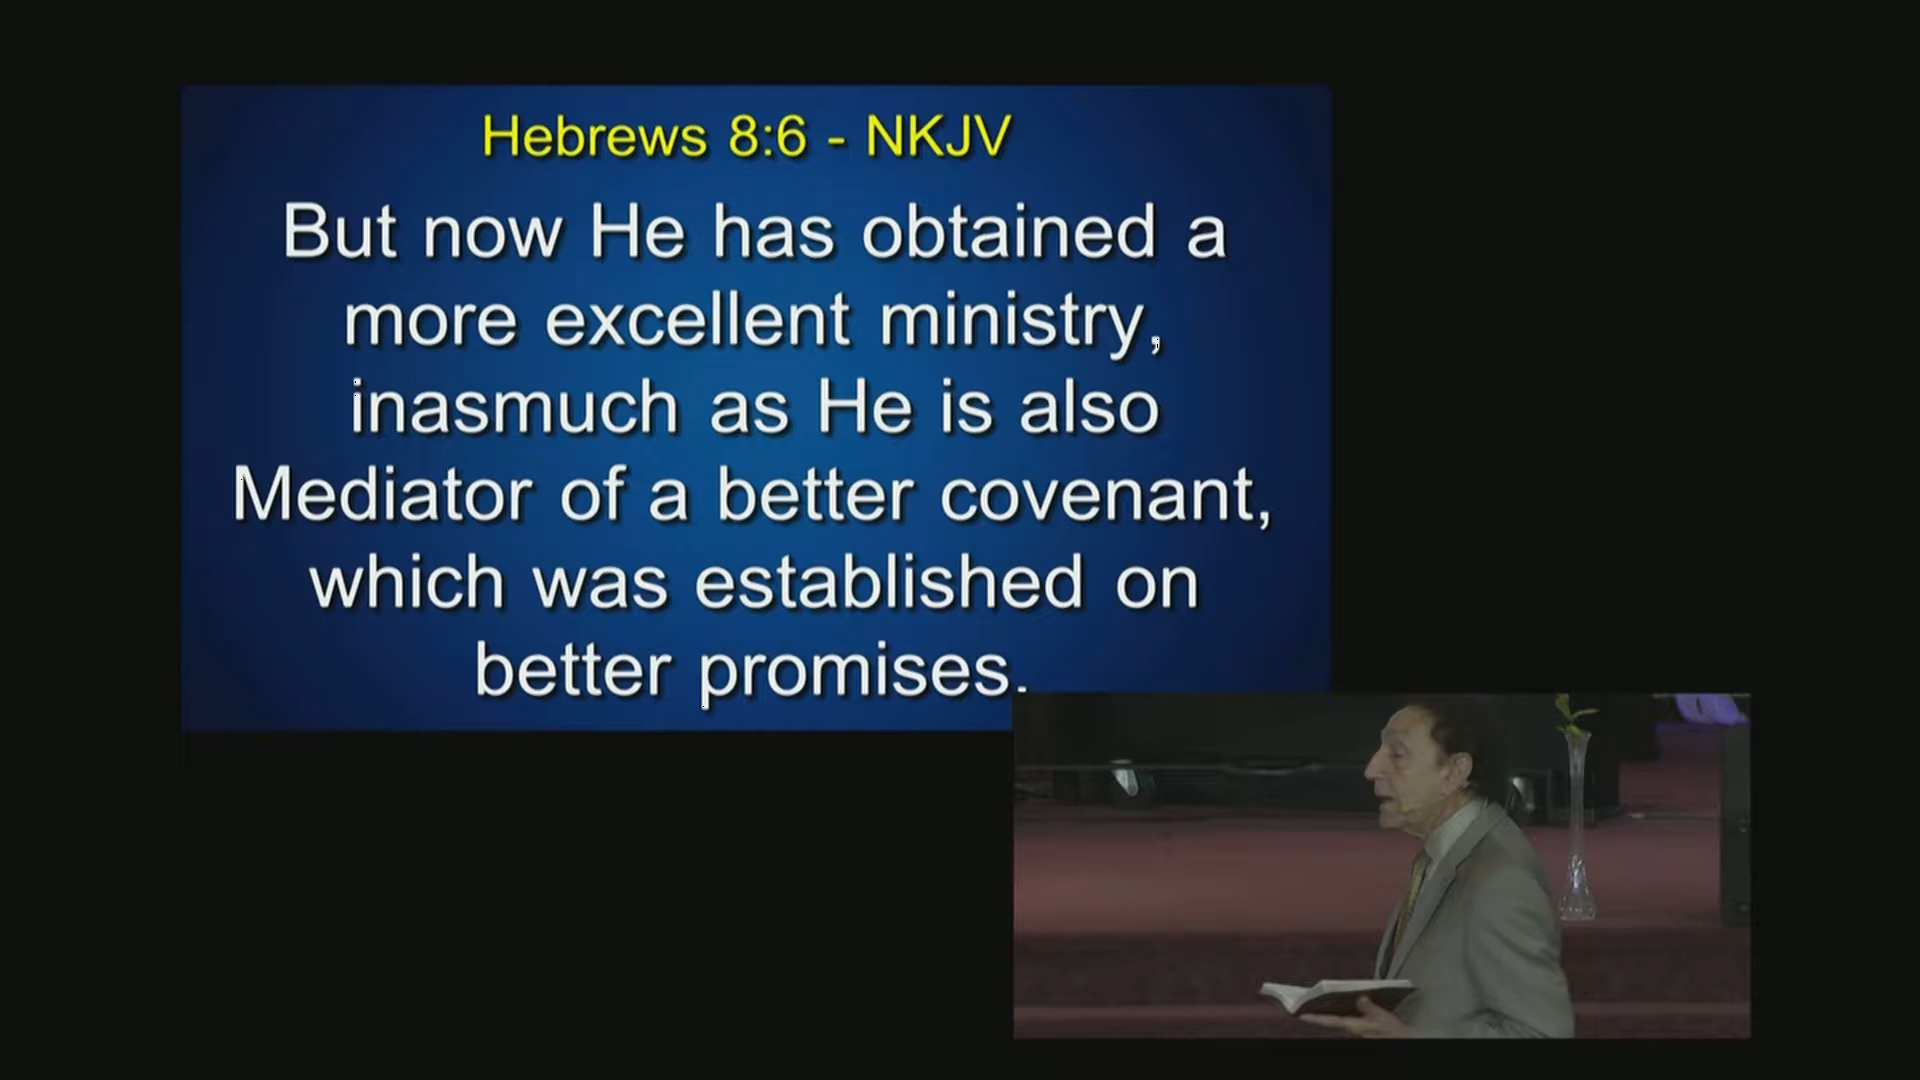 Hebrews 8:6 - NKJV
But now He has obtained a
more excellent ministry,
inasmuch as He is also
Mediator of a better covenant,
which was established on
better promises.